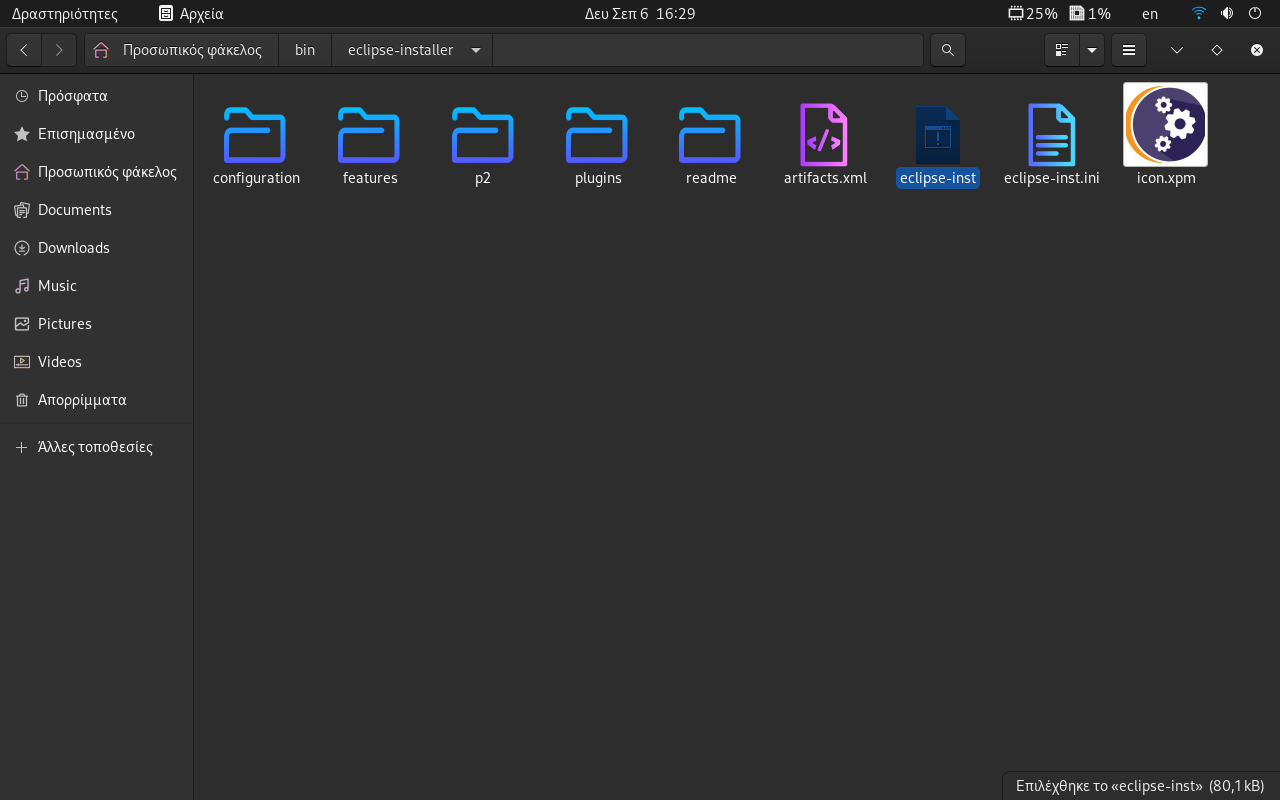 Δραστηριότητες Αρχεία Δευ Σεπ 6 16:29 25% 1% en
Προσωπικός φάκελος bin eclipse-installer
Πρόσφατα
Επισημασμένο
Προσωπικός φάκελος
Documents
Downloads
Music
Pictures
Videos
Απορρίμματα
Άλλες τοποθεσίες
configuration features p2 plugins readme artifacts.xml eclipse-inst eclipse-inst.ini icon.xpm
Επιλέχθηκε το «eclipse-inst» (80,1 kB)